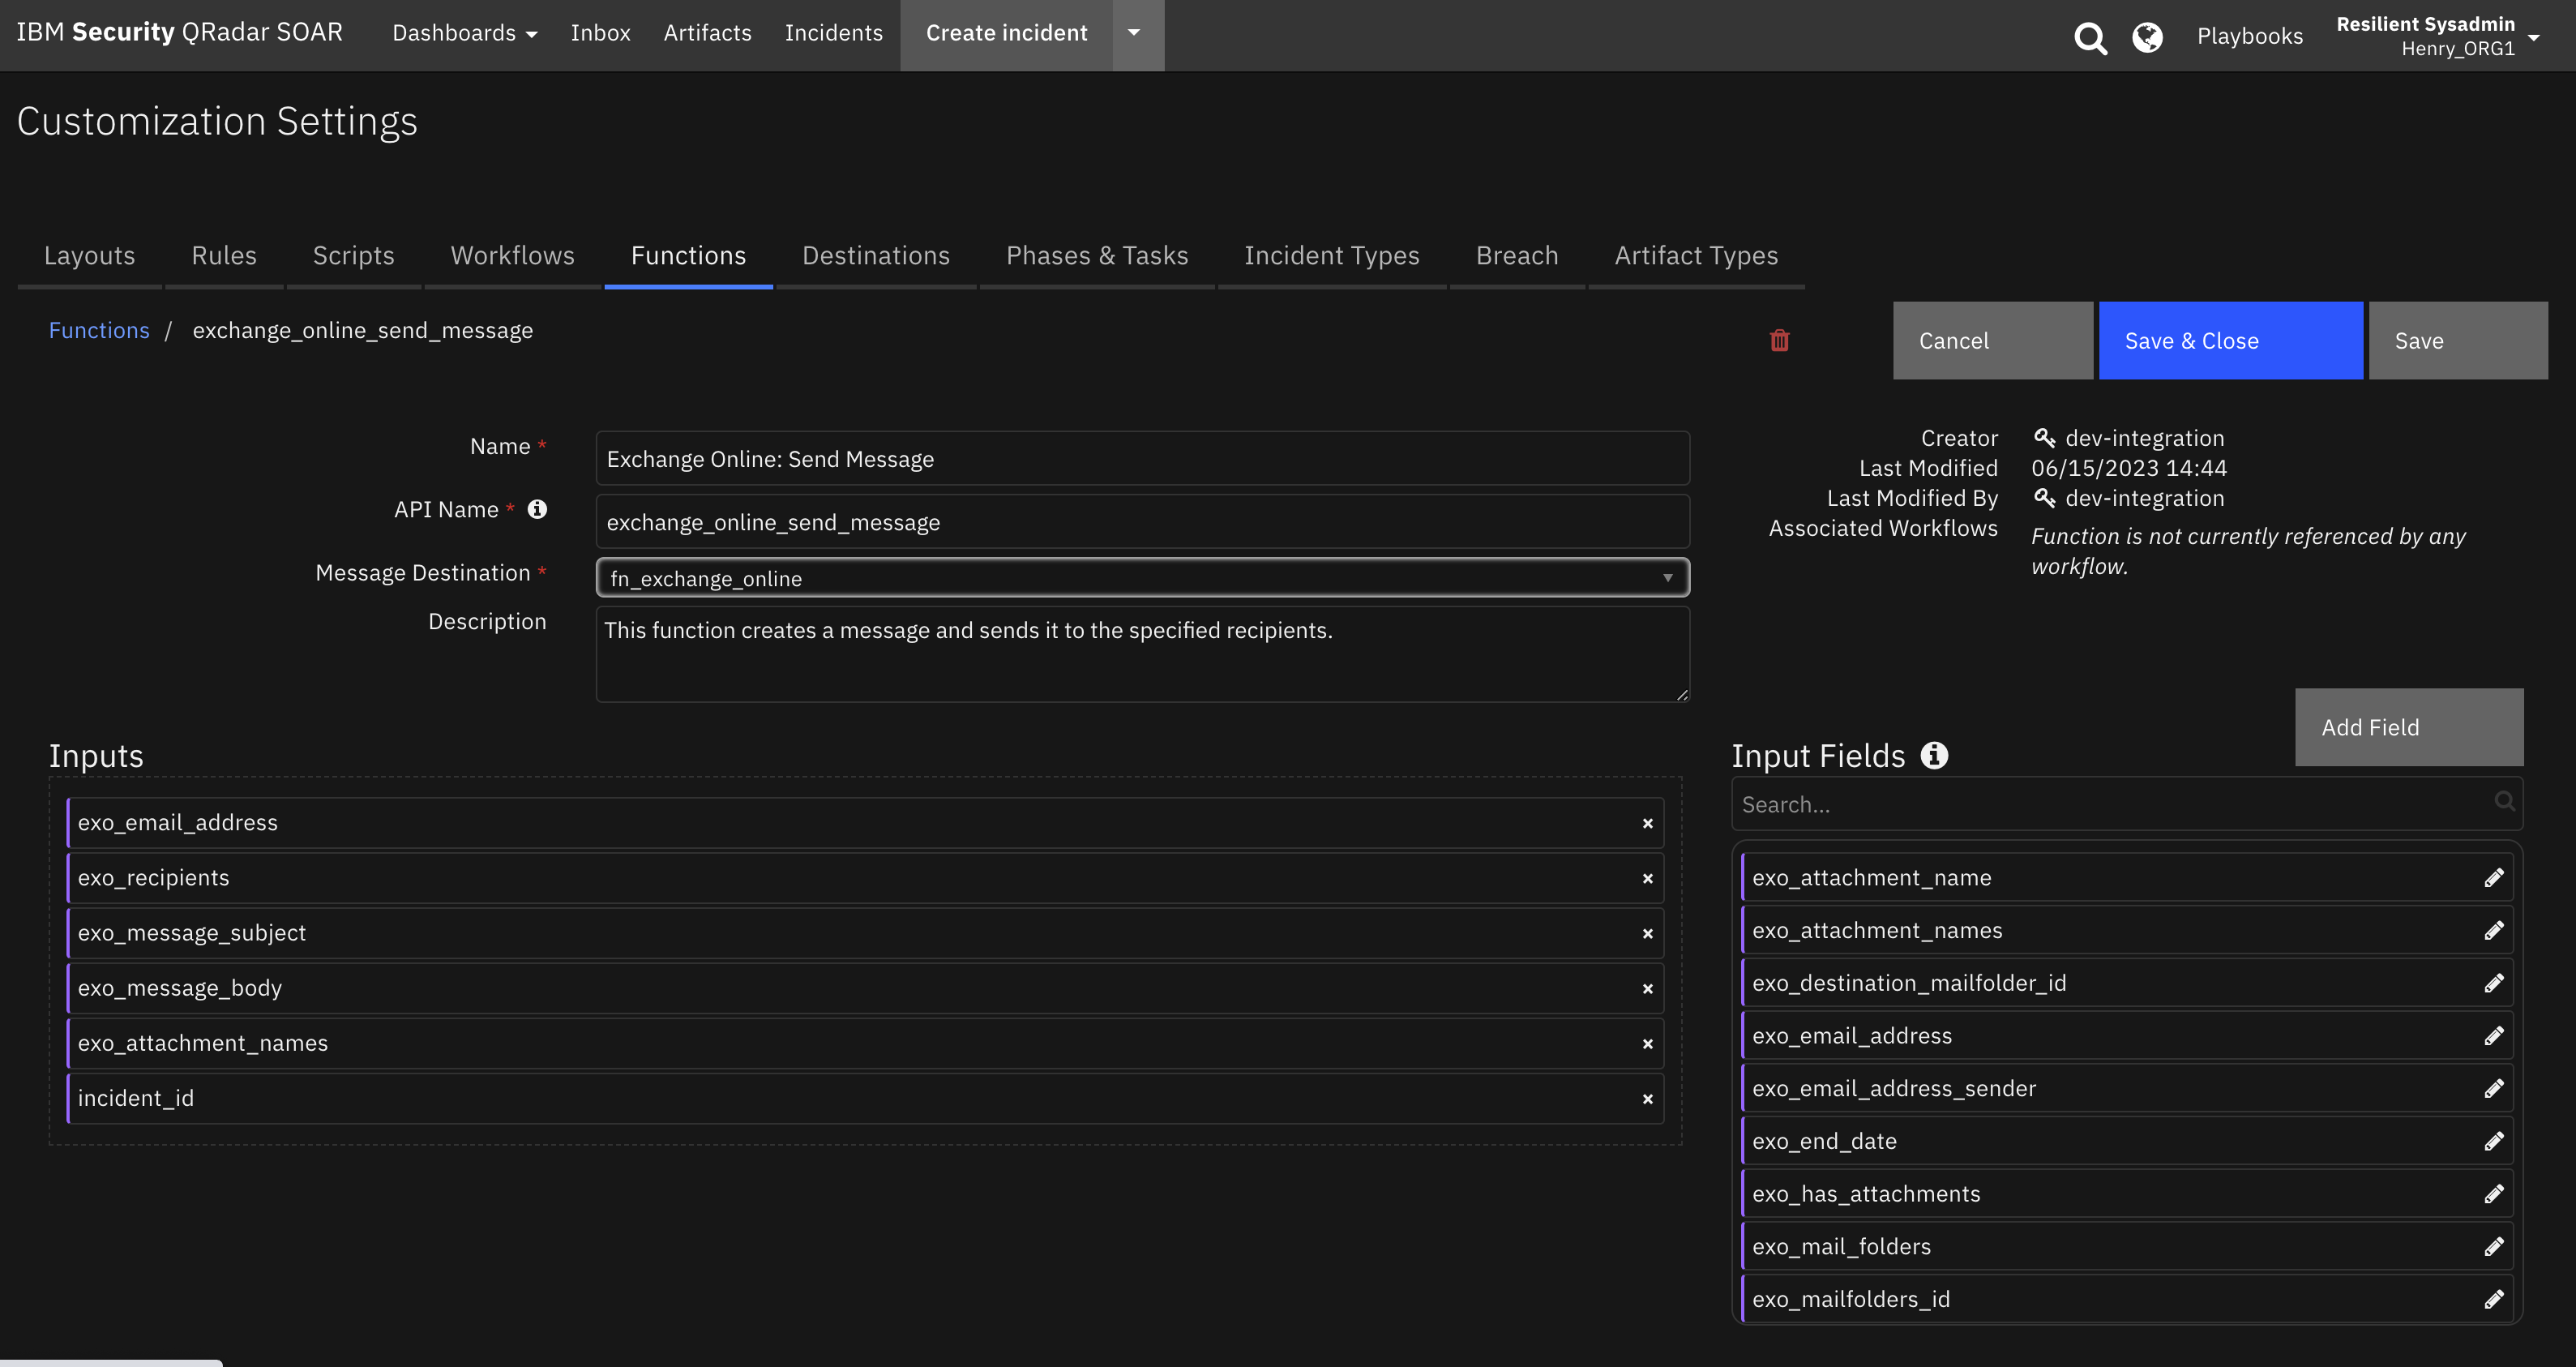 IBM Security QRadar SOAR
Dashboards
Inbox
Artifacts
Incidents
Create incident
Playbooks
Resilient Sysadmin
Henry_ORG1
Customization Settings
Layouts
Rules
Scripts
Workflows
Functions
Destinations
Phases & Tasks
Incident Types
Breach
Artifact Types
Functions / exchange_online_send_message
Cancel
Save & Close
Save
Name *
Exchange Online: Send Message
API Name *
exchange_online_send_message
Message Destination *
fn_exchange_online
Description
This function creates a message and sends it to the specified recipients.
Creator
dev-integration
Last Modified
06/15/2023 14:44
Last Modified By
dev-integration
Associated Workflows
Function is not currently referenced by any
workflow.
Inputs
exo_email_address
exo_recipients
exo_message_subject
exo_message_body
exo_attachment_names
incident_id
Add Field
Input Fields
Search...
exo_attachment_name
exo_attachment_names
exo_destination_mailfolder_id
exo_email_address
exo_email_address_sender
exo_end_date
exo_has_attachments
exo_mail_folders
exo_mailfolders_id